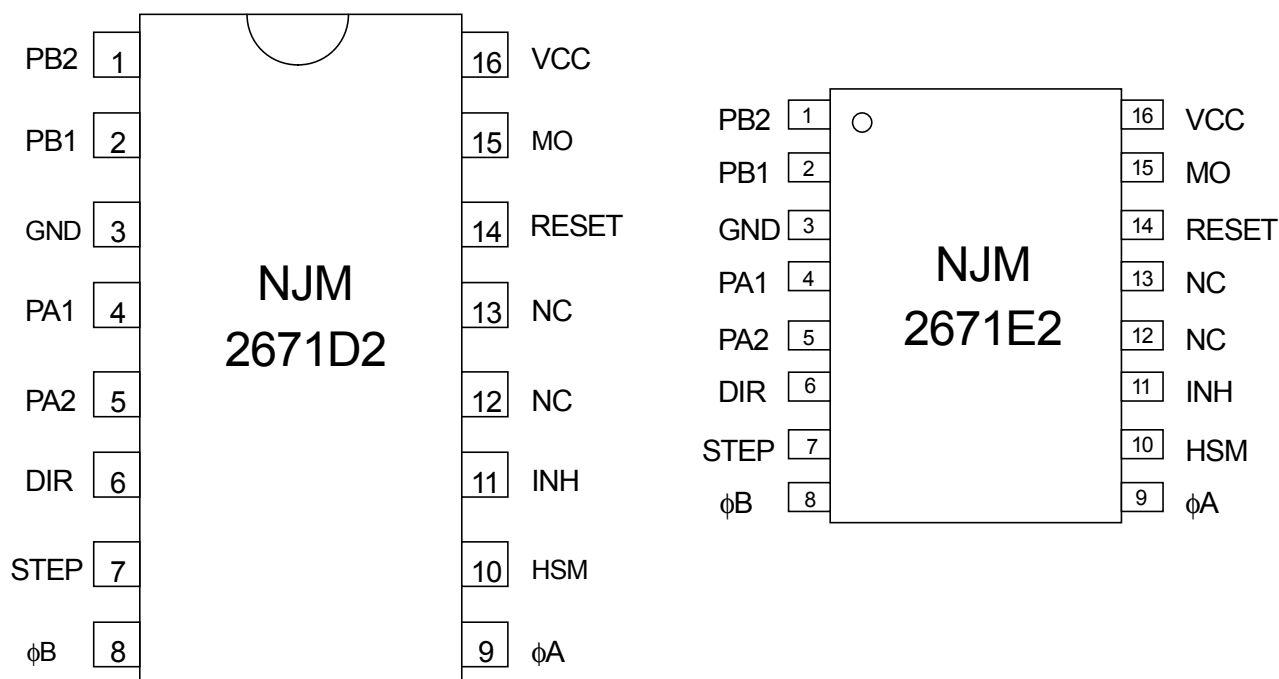 PB2 1 16 VCC
PB1 2 15 MO
GND 3 14 RESET
PA1 4 13 NC
PA2 5 12 NC
DIR 6 11 INH
STEP 7 10 HSM
ϕB 8 9 ϕA
NJM
2671D2
PB2 1 16 VCC
PB1 2 15 MO
GND 3 14 RESET
PA1 4 13 NC
PA2 5 12 NC
DIR 6 11 INH
STEP 7 10 HSM
ϕB 8 9 ϕA
NJM
2671E2